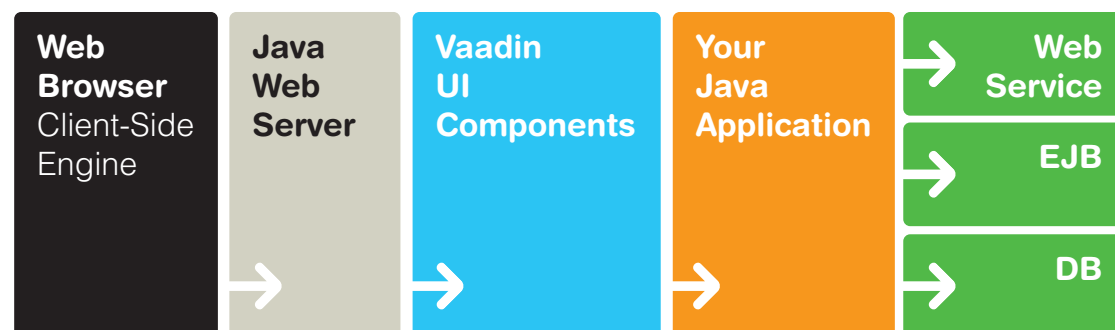 Web
Browser
Client-Side
Engine
Java
Web
Server
Vaadin
UI
Components
Your
Java
Application
Web
Service
EJB
DB